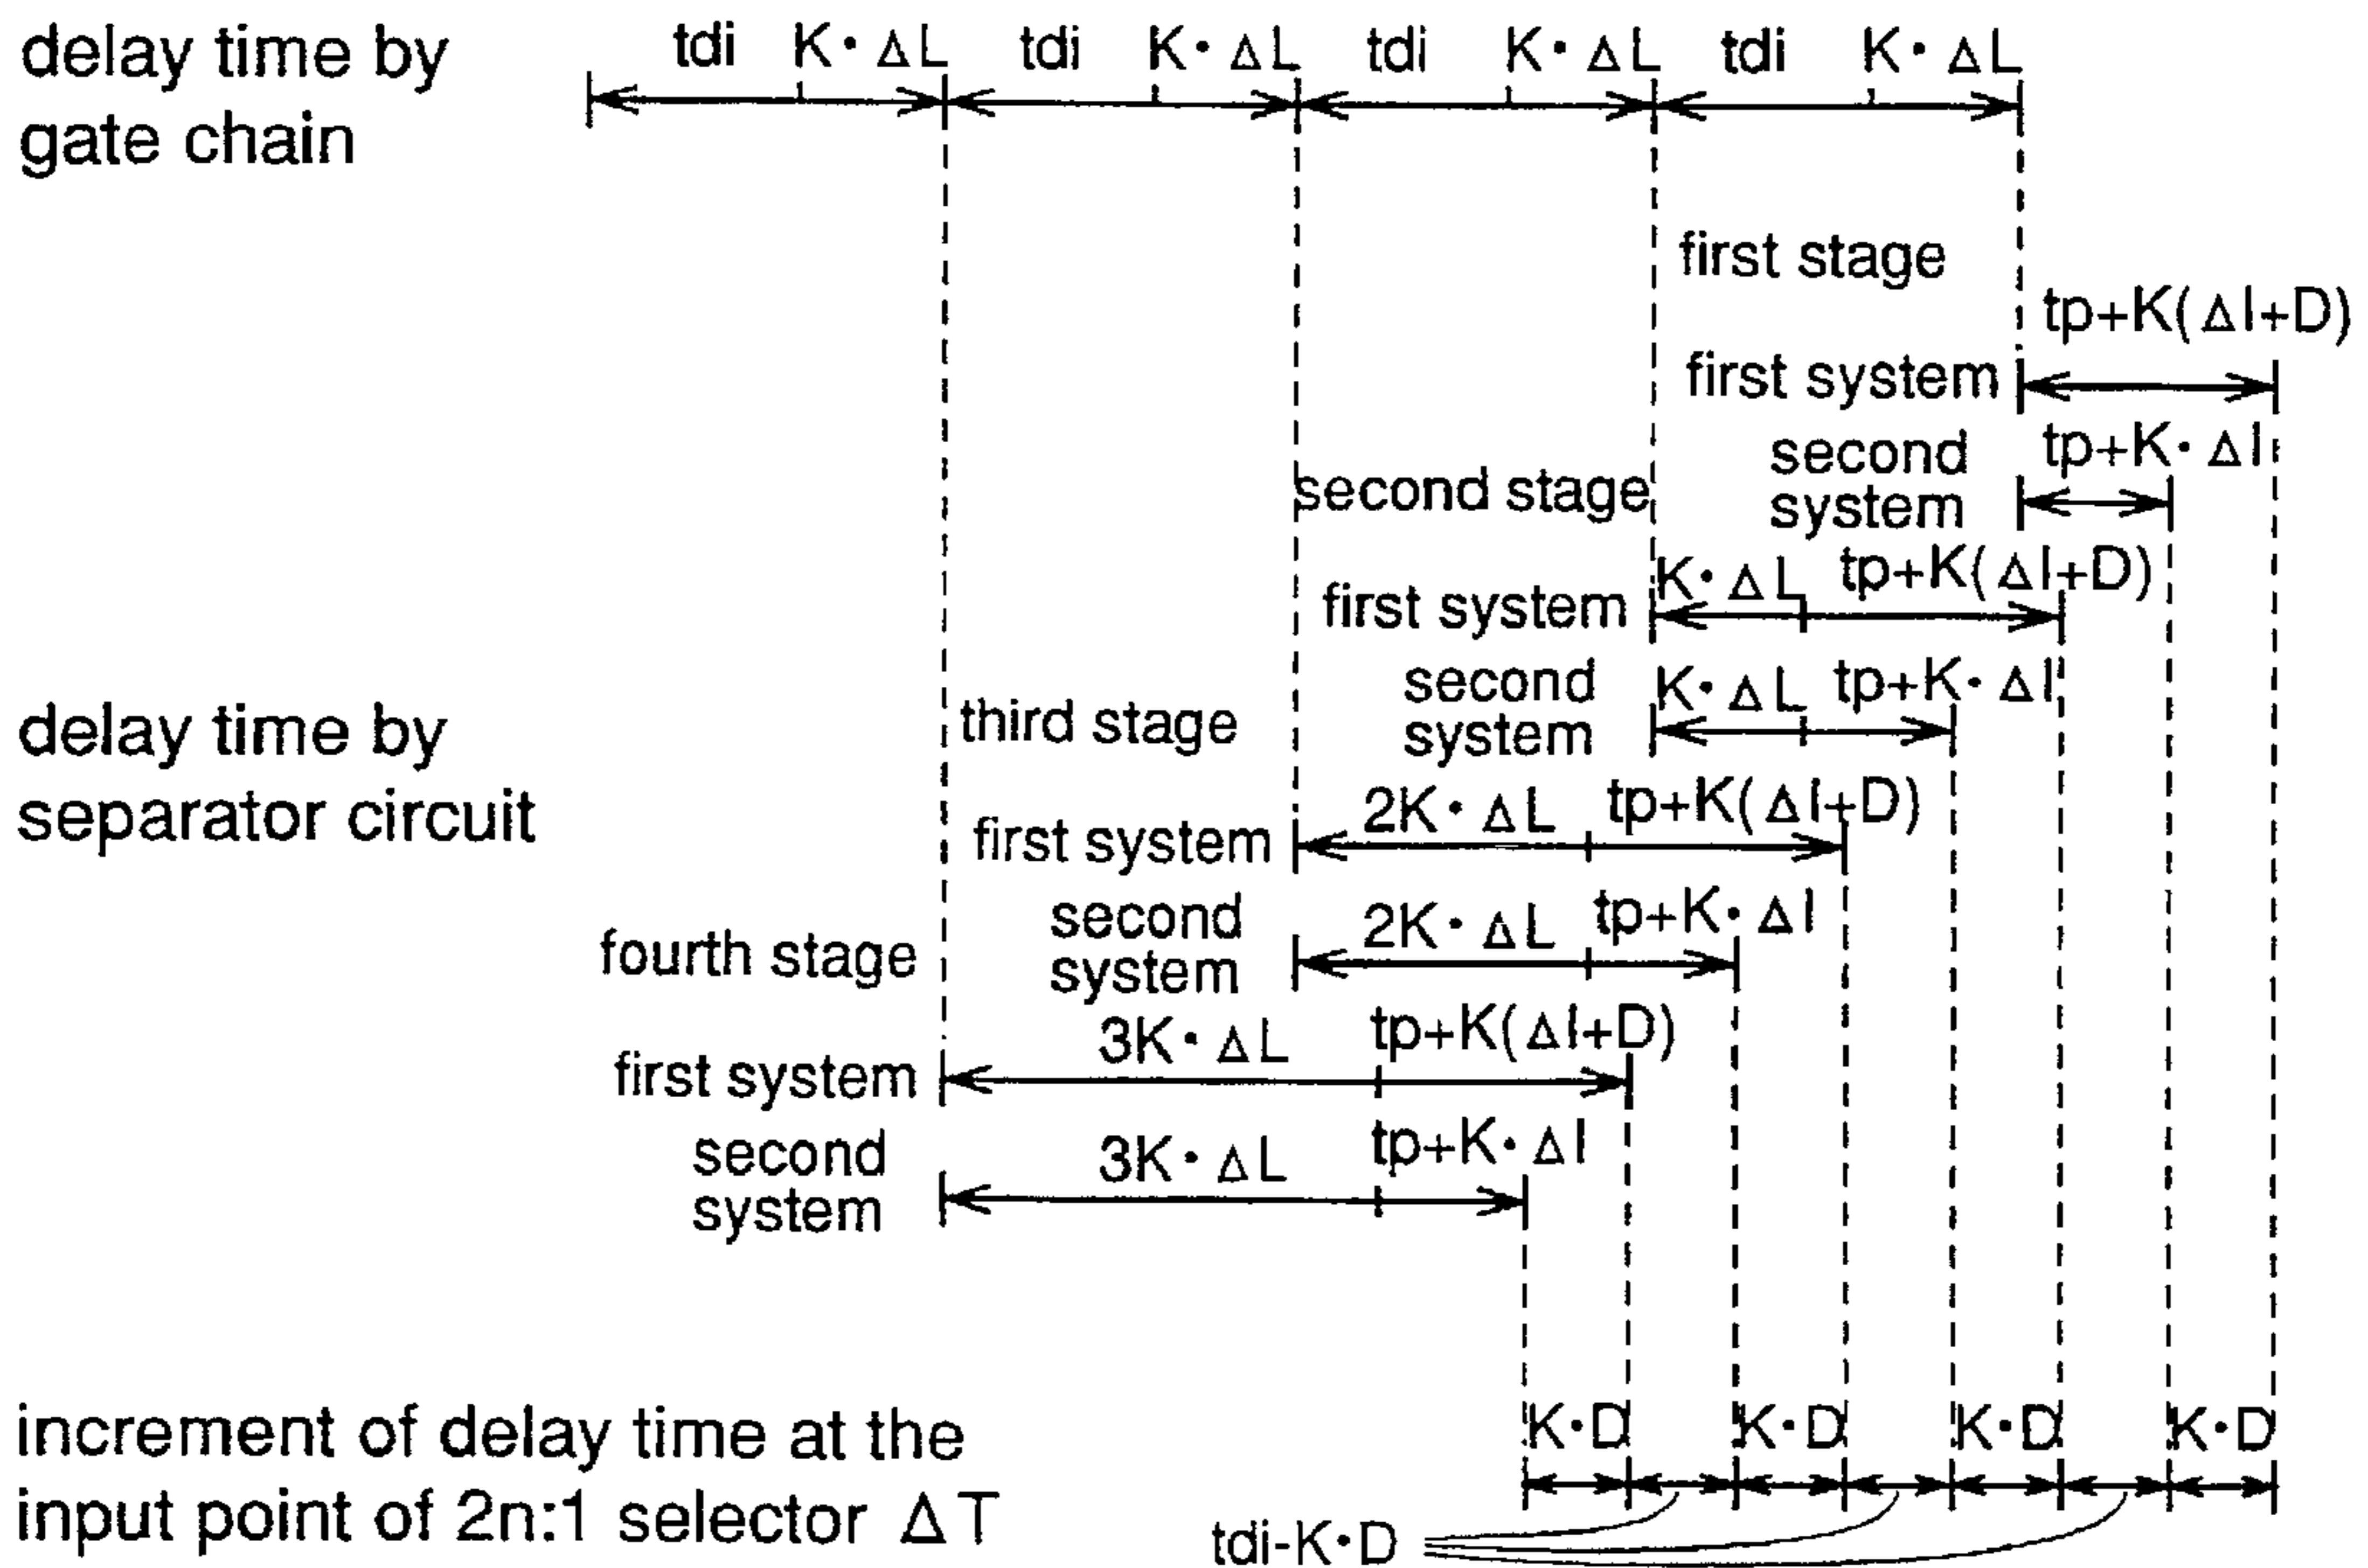 delay time by
gate chain
tdi K・ΔL tdi K・ΔL tdi K・ΔL tdi K・ΔL
first stage
tp+K(Δl+D)
first system
second
system
tp+K・Δl
second stage
K・ΔL tp+K(Δl+D)
first system
second
system
K・ΔL tp+K・Δl
delay time by
separator circuit
third stage
2K・ΔL tp+K(Δl+D)
first system
second
system
2K・ΔL tp+K・Δl
fourth stage
3K・ΔL tp+K(Δl+D)
first system
second
system
3K・ΔL tp+K・Δl
increment of delay time at the
input point of 2n:1 selector ΔT
K・D K・D K・D K・D
tdi-K・D